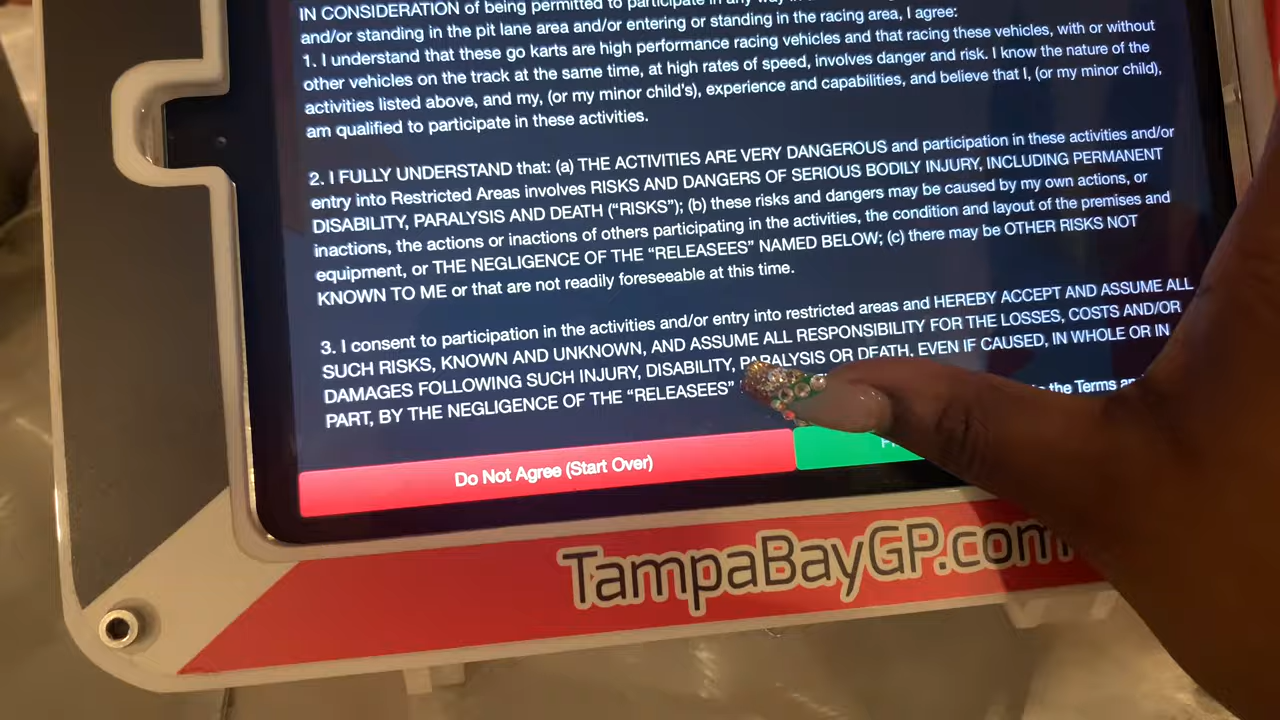 IN CONSIDERATION of being permitted to participate in any way in
and/or standing in the pit lane area and/or entering or standing in the racing area, I agree:
1. I understand that these go karts are high performance racing vehicles and that racing these vehicles, with or without
other vehicles on the track at the same time, at high rates of speed, involves danger and risk. I know the nature of the
activities listed above, and my, (or my minor child's), experience and capabilities, and believe that I, (or my minor child),
am qualified to participate in these activities.
2. I FULLY UNDERSTAND that: (a) THE ACTIVITIES ARE VERY DANGEROUS and participation in these activities and/or
entry into Restricted Areas involves RISKS AND DANGERS OF SERIOUS BODILY INJURY, INCLUDING PERMANENT
DISABILITY, PARALYSIS AND DEATH (“RISKS”); (b) these risks and dangers may be caused by my own actions, or
inactions, the actions or inactions of others participating in the activities, the condition and layout of the premises and
equipment, or THE NEGLIGENCE OF THE “RELEASEES” NAMED BELOW; (c) there may be OTHER RISKS NOT
KNOWN TO ME or that are not readily foreseeable at this time.
3. I consent to participation in the activities and/or entry into restricted areas and HEREBY ACCEPT AND ASSUME ALL
SUCH RISKS, KNOWN AND UNKNOWN, AND ASSUME ALL RESPONSIBILITY FOR THE LOSSES, COSTS AND/OR
DAMAGES FOLLOWING SUCH INJURY, DISABILITY, PARALYSIS OR DEATH, EVEN IF CAUSED, IN WHOLE OR IN
PART, BY THE NEGLIGENCE OF THE “RELEASEES” the Terms
Do Not Agree (Start Over)
TampaBayGP.com